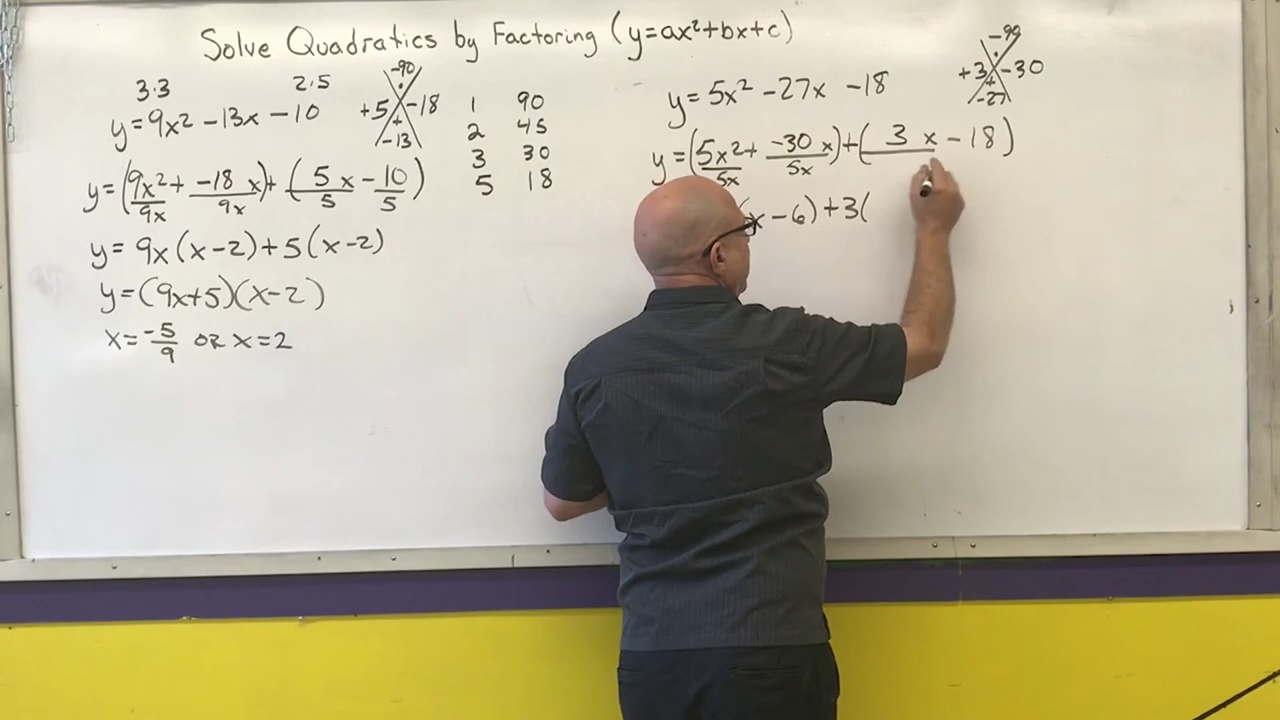 Solve Quadratics by Factoring (y=ax²+bx+c)
3·3 2·5
y=9x²-13x-10
-90
+5 -18
+
-13
1 90
2 45
3 30
5 18
y=(9x²+ -18 x)+ (5 x-10)
9x 9x 5 5
y=9x(x-2)+5(x-2)
y=(9x+5)(x-2)
x=-5/9 OR x=2
y=5x²-27x-18
+3 -30
+
-27
y=(5x²+ -30 x)+( 3 x-18)
5x 5x
x-6)+3(